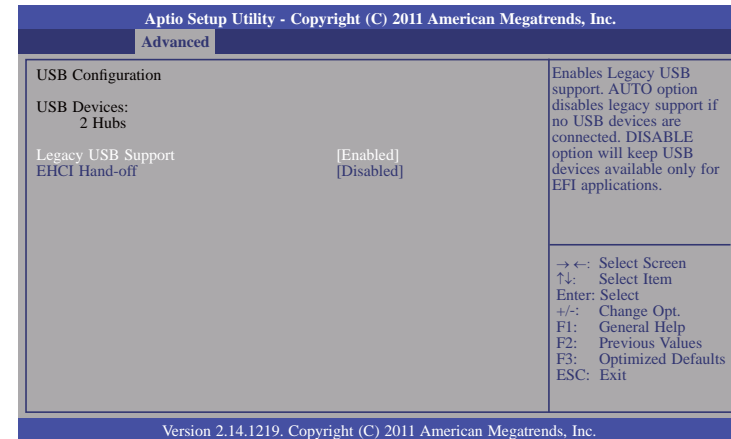 Aptio Setup Utility - Copyright (C) 2011 American Megatrends, Inc.
Advanced
USB Configuration
USB Devices:
2 Hubs
Legacy USB Support [Enabled]
EHCI Hand-off [Disabled]
Enables Legacy USB
support. AUTO option
disables legacy support if
no USB devices are
connected. DISABLE
option will keep USB
devices available only for
EFI applications.
→ ←: Select Screen
↑↓: Select Item
Enter: Select
+/-: Change Opt.
F1: General Help
F2: Previous Values
F3: Optimized Defaults
ESC: Exit
Version 2.14.1219. Copyright (C) 2011 American Megatrends, Inc.